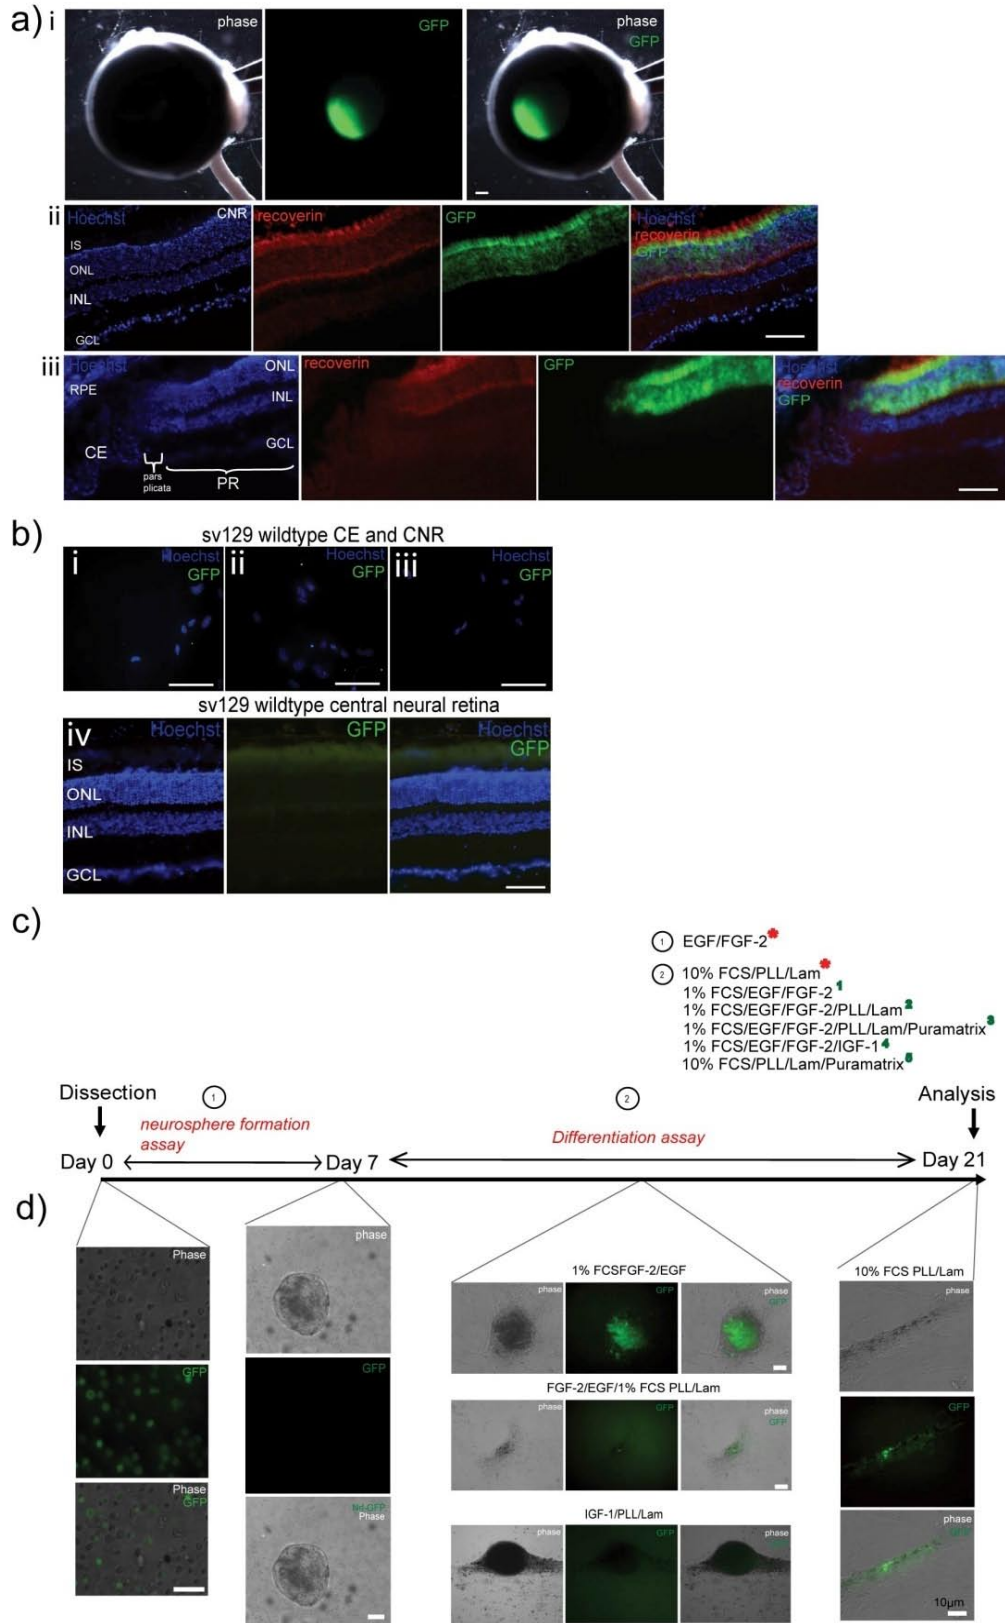 a) i
phase
GFP
phase
GFP
ii
Hoechst
CNR
IS
ONL
INL
GCL
recoverin
GFP
Hoechst
recoverin
GFP
iii
Hoechst
RPE
CE
pars
plicata
PR
ONL
INL
GCL
recoverin
GFP
Hoechst
recoverin
GFP
b)
sv129 wildtype CE and CNR
i
Hoechst
GFP
ii
Hoechst
GFP
iii
Hoechst
GFP
sv129 wildtype central neural retina
iv
Hoechst
IS
ONL
INL
GCL
GFP
Hoechst
GFP
c)
1 EGF/FGF-2*
2 10% FCS/PLL/Lam*
1% FCS/EGF/FGF-2 1
1% FCS/EGF/FGF-2/PLL/Lam 2
1% FCS/EGF/FGF-2/PLL/Lam/Puramatrix 3
1% FCS/EGF/FGF-2/IGF-1 4
10% FCS/PLL/Lam/Puramatrix 5
Dissection
1
2
Analysis
neurosphere formation
assay
Differentiation assay
Day 0
Day 7
Day 21
d)
Phase
GFP
Phase
GFP
phase
GFP
Nrl-GFP
Phase
1% FCSFGF-2/EGF
phase
GFP
phase
GFP
FGF-2/EGF/1% FCS PLL/Lam
phase
GFP
phase
GFP
IGF-1/PLL/Lam
phase
GFP
phase
GFP
10% FCS PLL/Lam
phase
GFP
phase
GFP
10µm